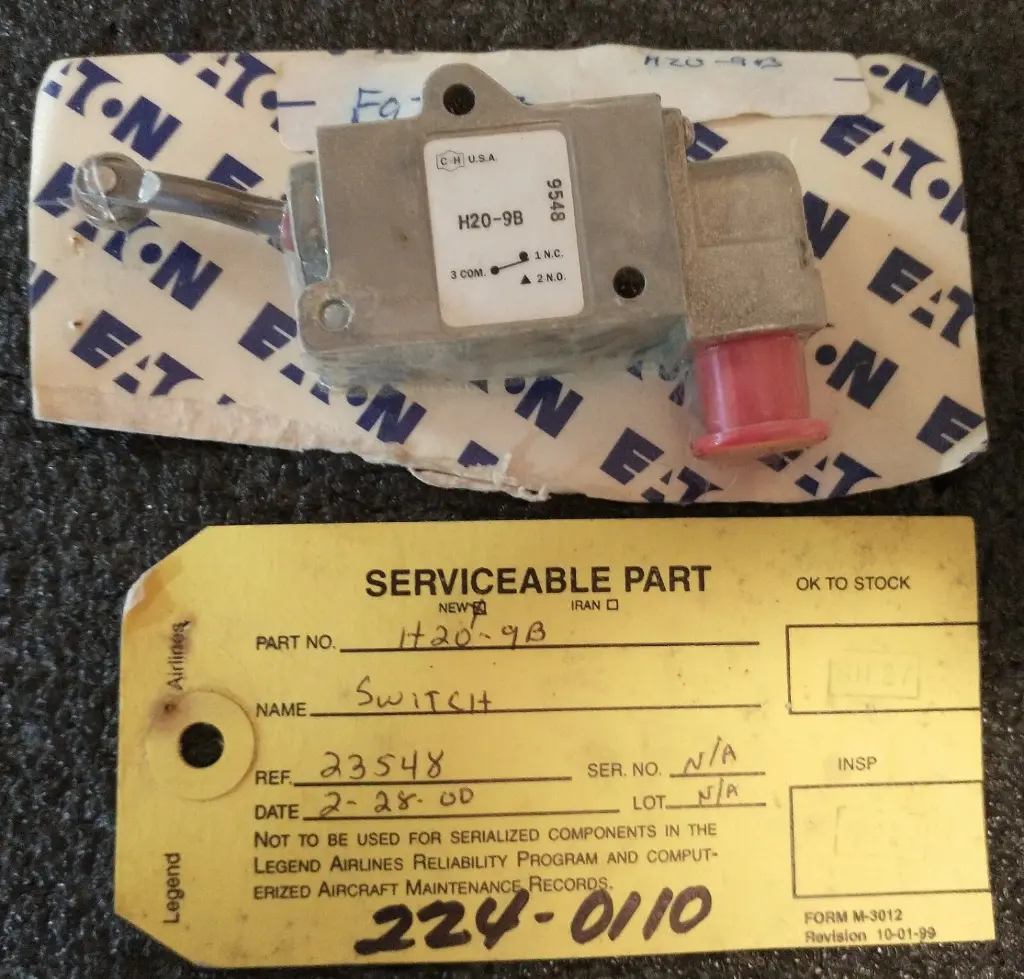 H20-9B
EATON
C-H U.S.A.
9548
H20-9B
1 N.C.
3 COM.
2 N.O.
SERVICEABLE PART
NEW IRAN
OK TO STOCK
PART NO. H20-9B
NAME SWITCH
REF. 23548 SER. NO. N/A
DATE 2-28-00 LOT N/A
INSP
NOT TO BE USED FOR SERIALIZED COMPONENTS IN THE
LEGEND AIRLINES RELIABILITY PROGRAM AND COMPUT-
ERIZED AIRCRAFT MAINTENANCE RECORDS.
224-0110
FORM M-3012
Revision 10-01-99
Legend Airlines